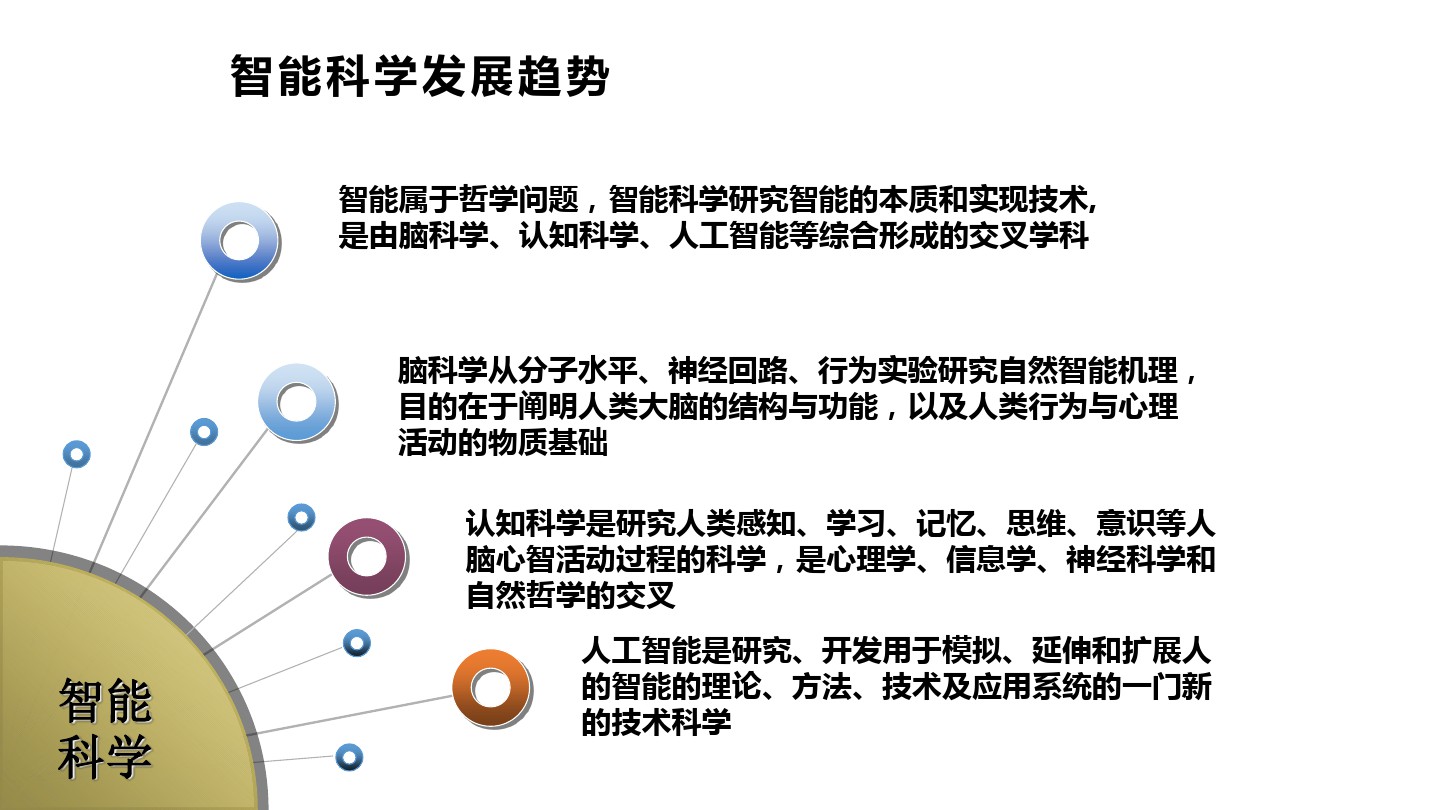 智能科学发展趋势
智能属于哲学问题，智能科学研究智能的本质和实现技术,
是由脑科学、认知科学、人工智能等综合形成的交叉学科
脑科学从分子水平、神经回路、行为实验研究自然智能机理，
目的在于阐明人类大脑的结构与功能，以及人类行为与心理
活动的物质基础
认知科学是研究人类感知、学习、记忆、思维、意识等人
脑心智活动过程的科学，是心理学、信息学、神经科学和
自然哲学的交叉
人工智能是研究、开发用于模拟、延伸和扩展人
的智能的理论、方法、技术及应用系统的一门新
的技术科学
智能
科学